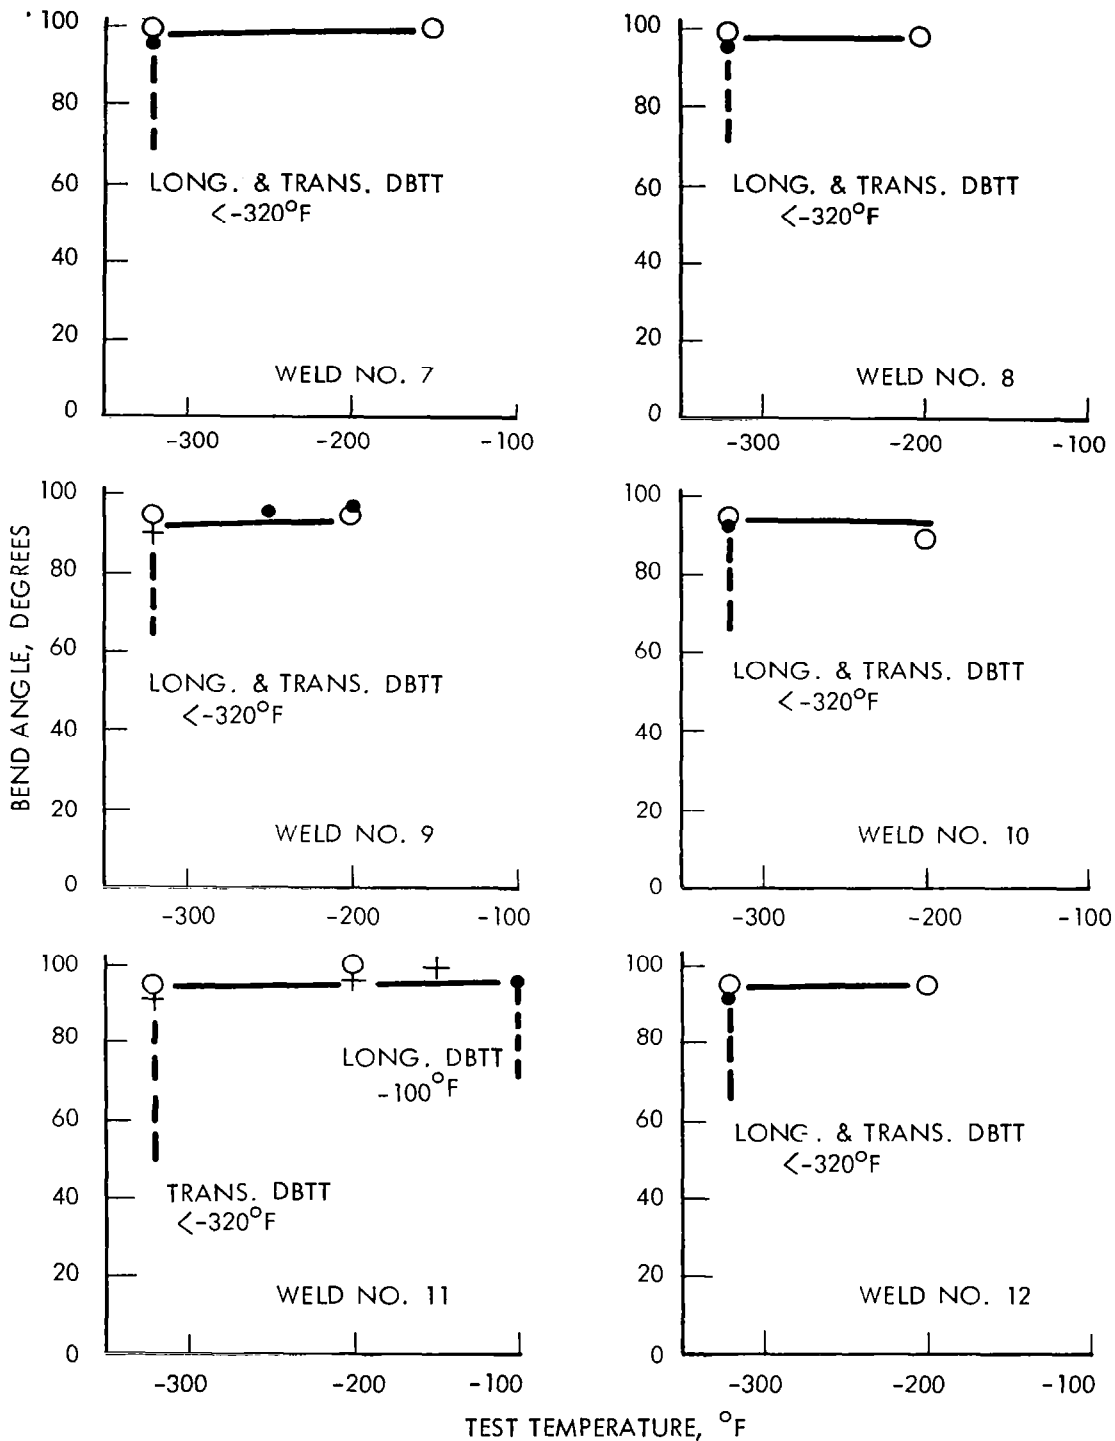 100
80
60
40
20
0
LONG. & TRANS. DBTT
<-320°F
WELD NO. 7
-300
-200
-100
100
80
60
40
20
0
LONG. & TRANS. DBTT
<-320°F
WELD NO. 8
-300
-200
-100
BEND ANGLE, DEGREES
100
80
60
40
20
0
LONG. & TRANS. DBTT
<-320°F
WELD NO. 9
-300
-200
-100
100
80
60
40
20
0
LONG. & TRANS. DBTT
<-320°F
WELD NO. 10
-300
-200
-100
100
80
60
40
20
0
LONG. DBTT
-100°F
TRANS. DBTT
<-320°F
WELD NO. 11
-300
-200
-100
100
80
60
40
20
0
LONG. & TRANS. DBTT
<-320°F
WELD NO. 12
-300
-200
-100
TEST TEMPERATURE, °F